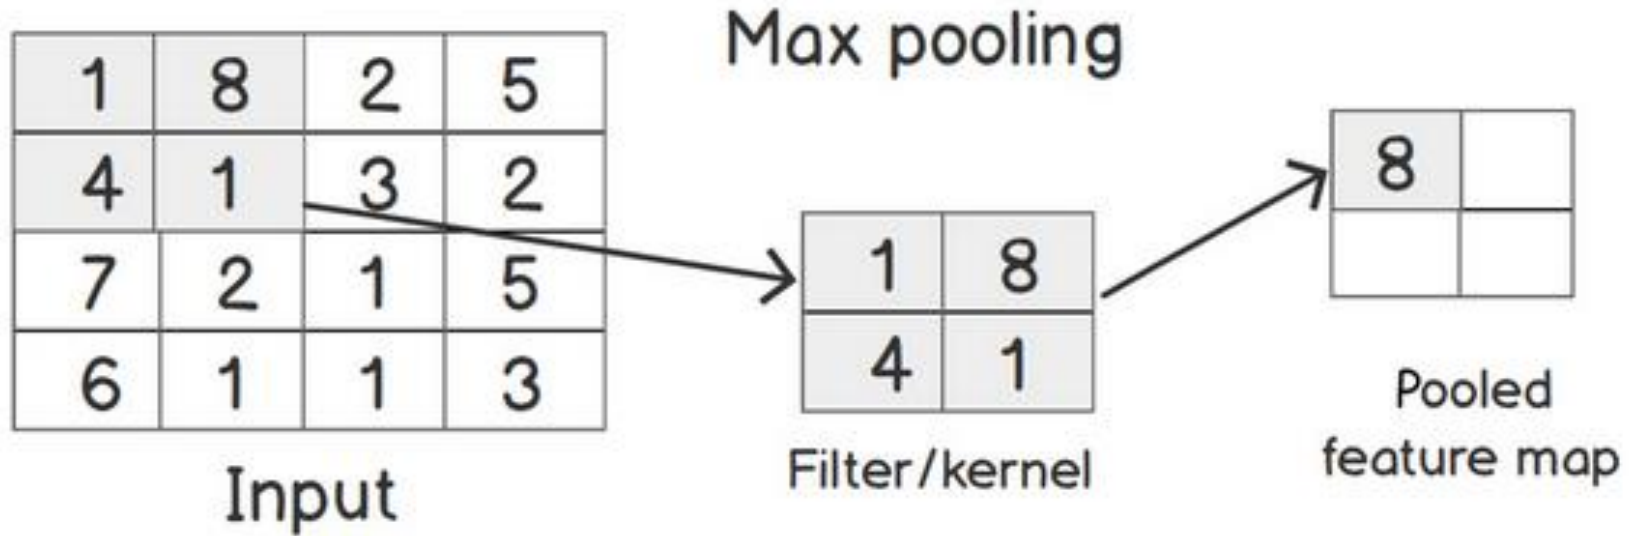 Max pooling
1 8 2 5
4 1 3 2
7 2 1 5
6 1 1 3
Input
1 8
4 1
Filter/kernel
8
Pooled
feature map